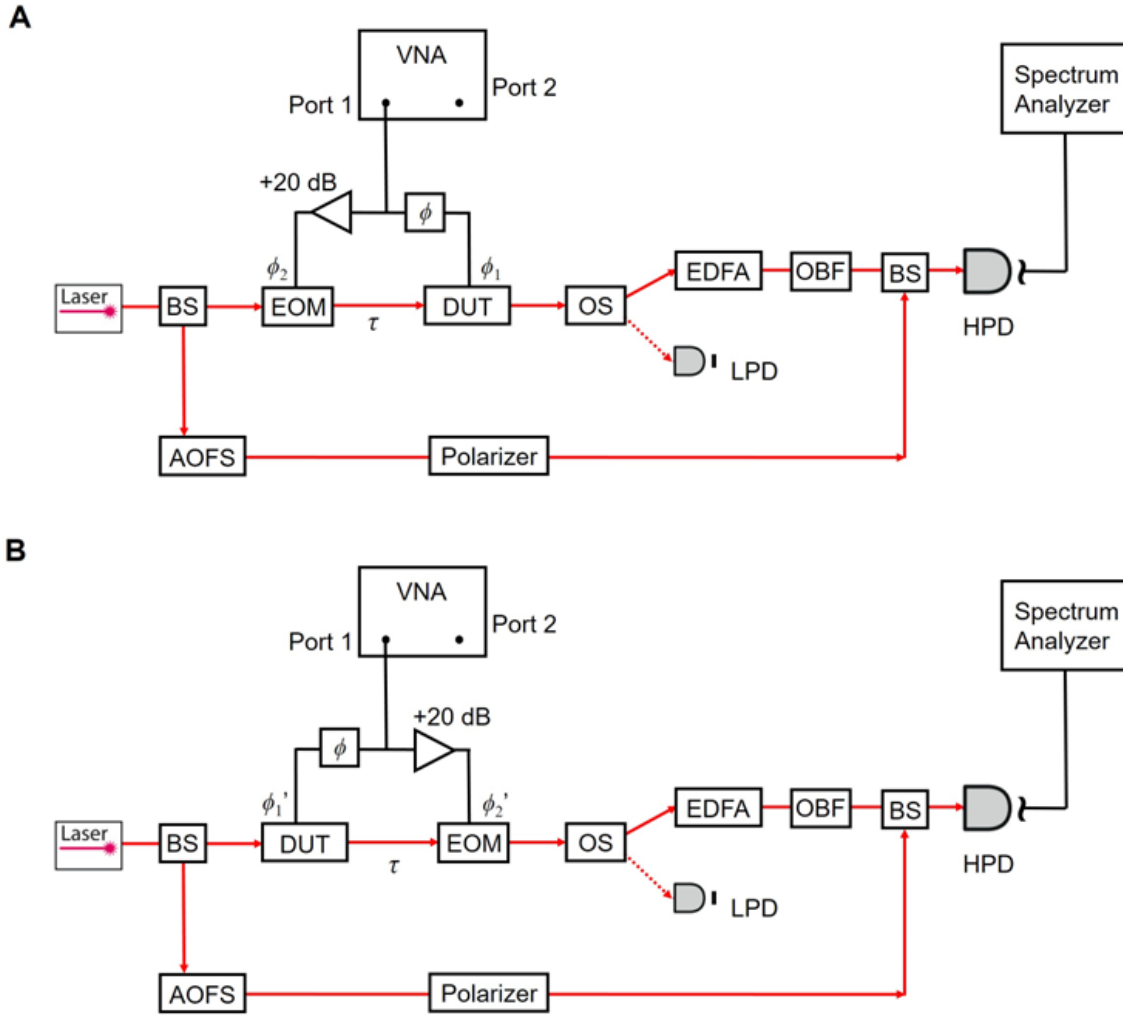 A
VNA
Port 1
Port 2
Spectrum
Analyzer
+20 dB
ϕ
ϕ₂
ϕ₁
Laser
BS
EOM
τ
DUT
OS
EDFA
OBF
BS
HPD
LPD
AOFS
Polarizer
B
VNA
Port 1
Port 2
Spectrum
Analyzer
+20 dB
ϕ
ϕ₁'
ϕ₂'
Laser
BS
DUT
τ
EOM
OS
EDFA
OBF
BS
HPD
LPD
AOFS
Polarizer